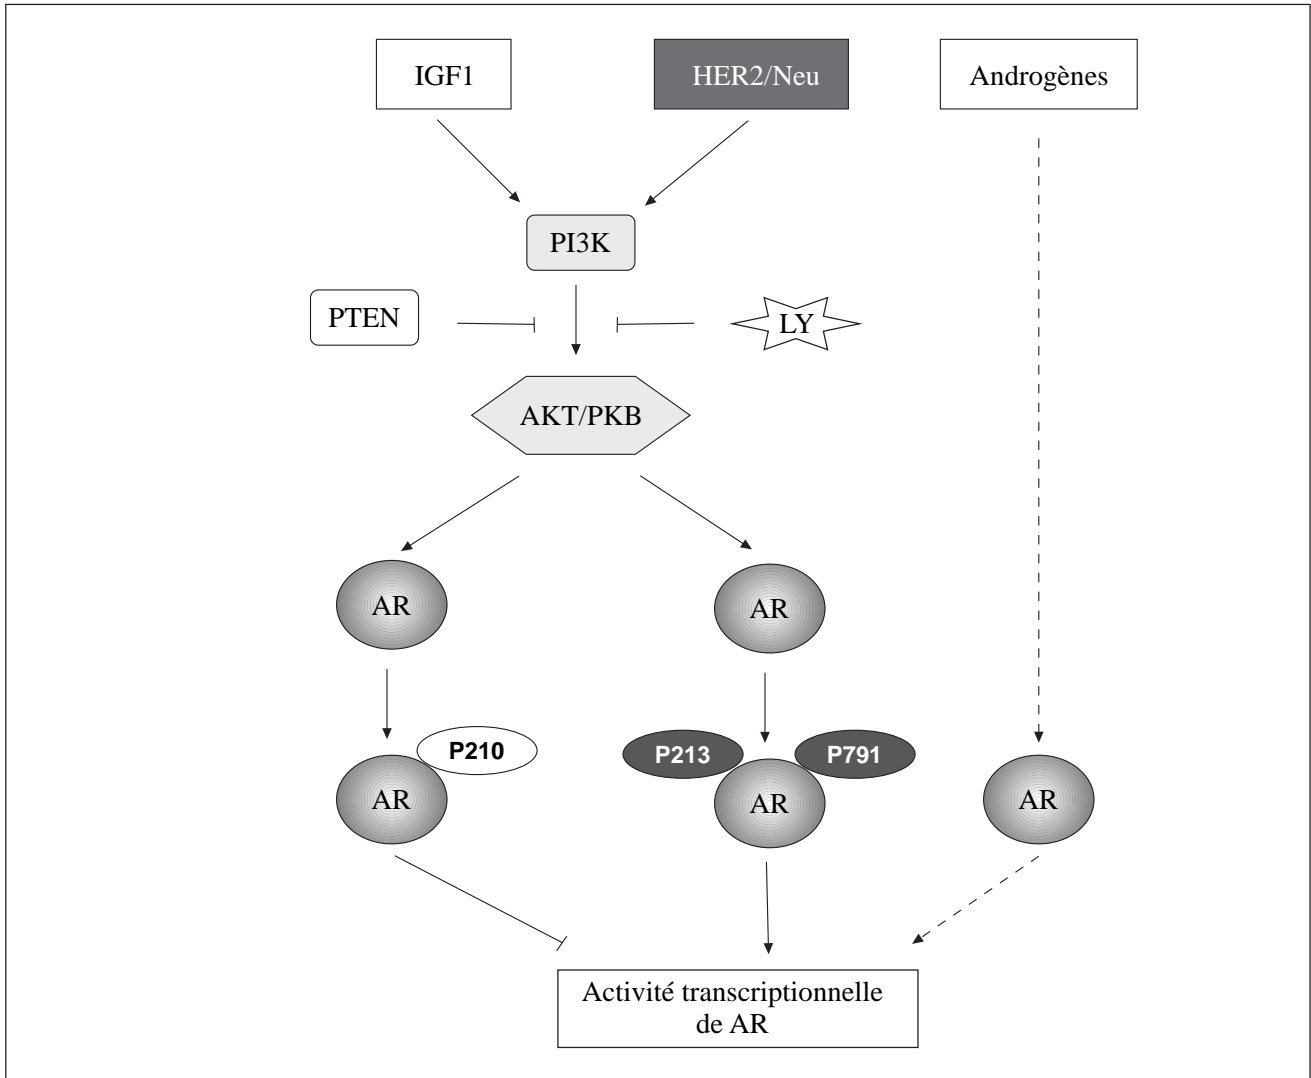 IGF1
HER2/Neu
Androgènes
PI3K
PTEN
LY
AKT/PKB
AR
AR
P210
P213
P791
AR
AR
AR
Activité transcriptionnelle
de AR